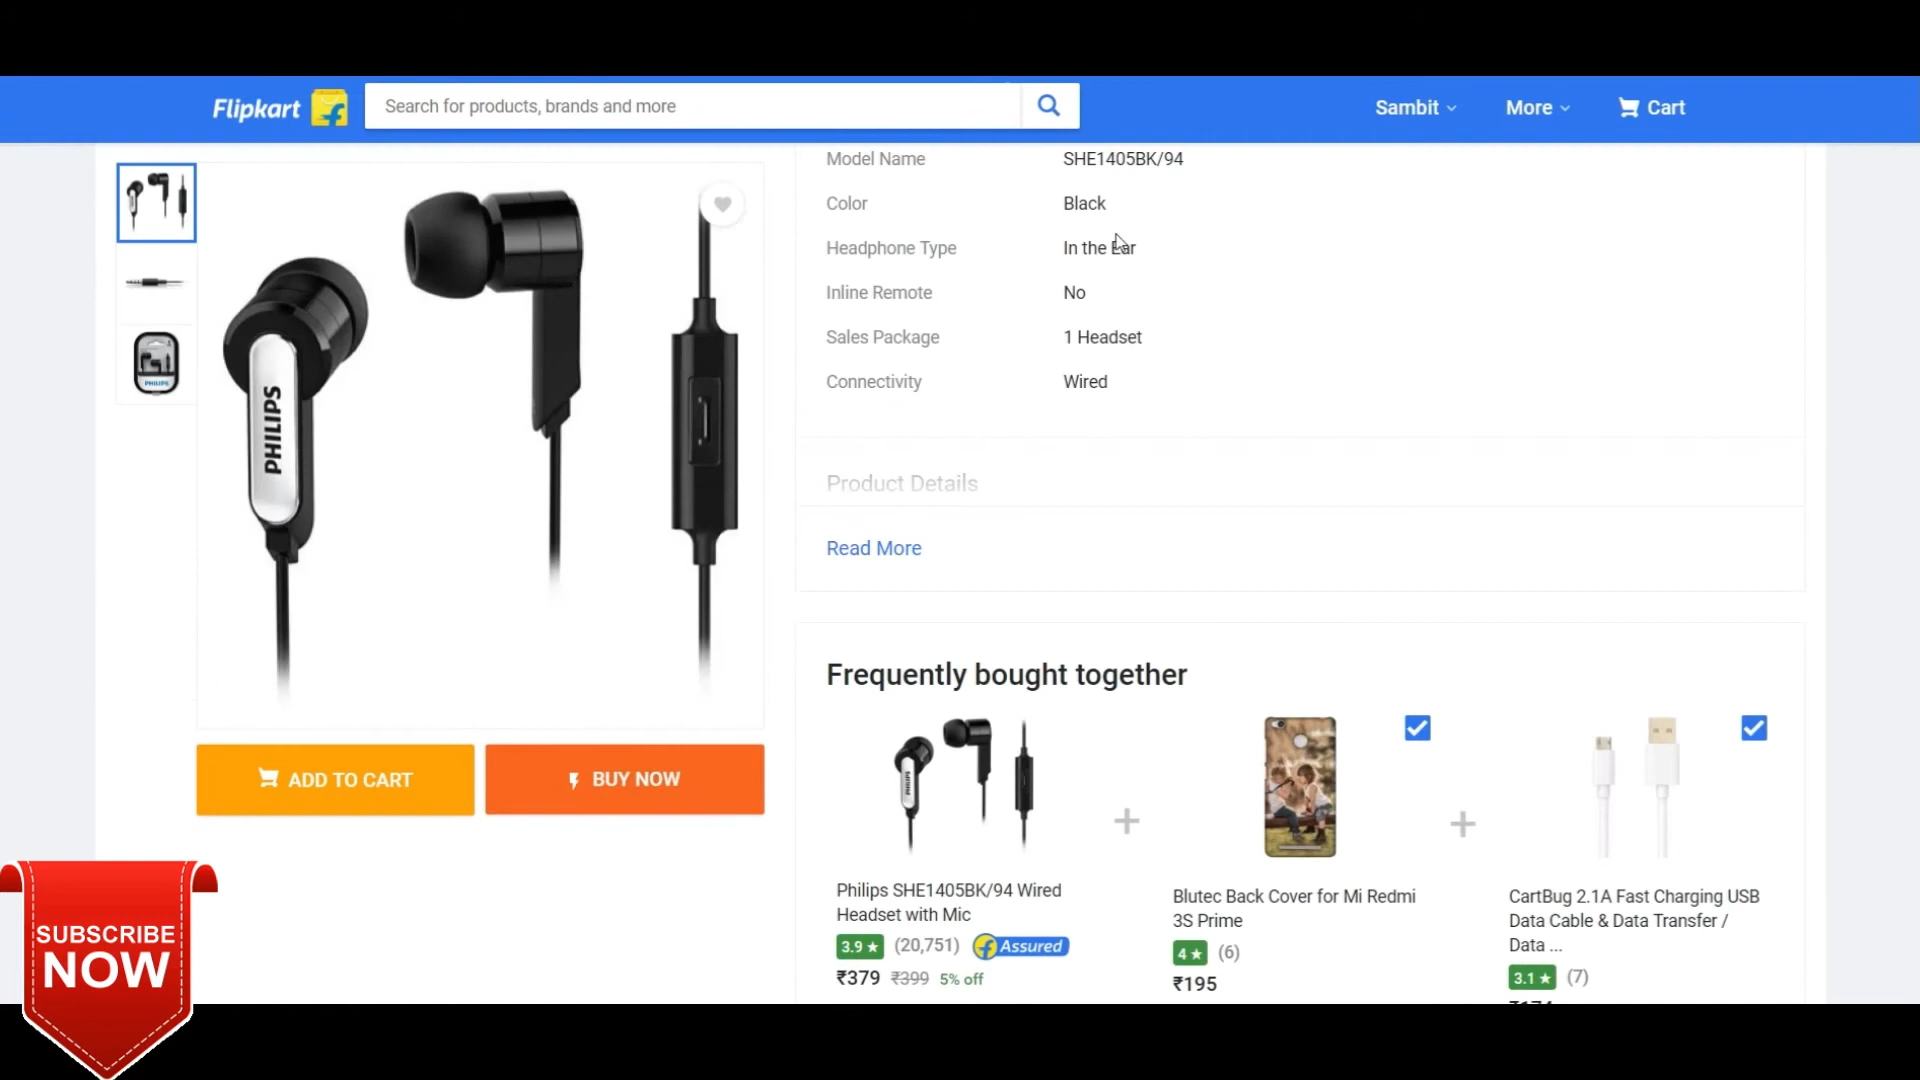 Flipkart
Search for products, brands and more
Sambit
More
Cart
Model Name SHE1405BK/94
Color Black
Headphone Type In the Ear
Inline Remote No
Sales Package 1 Headset
Connectivity Wired
Product Details
Read More
PHILIPS
PHILIPS
ADD TO CART
BUY NOW
Frequently bought together
PHILIPS
Philips SHE1405BK/94 Wired
Headset with Mic
3.9 ★ (20,751) Assured
₹379 ₹399 5% off
Blutec Back Cover for Mi Redmi
3S Prime
4 ★ (6)
₹195
CartBug 2.1A Fast Charging USB
Data Cable & Data Transfer /
Data ...
3.1 ★ (7)
SUBSCRIBE
NOW